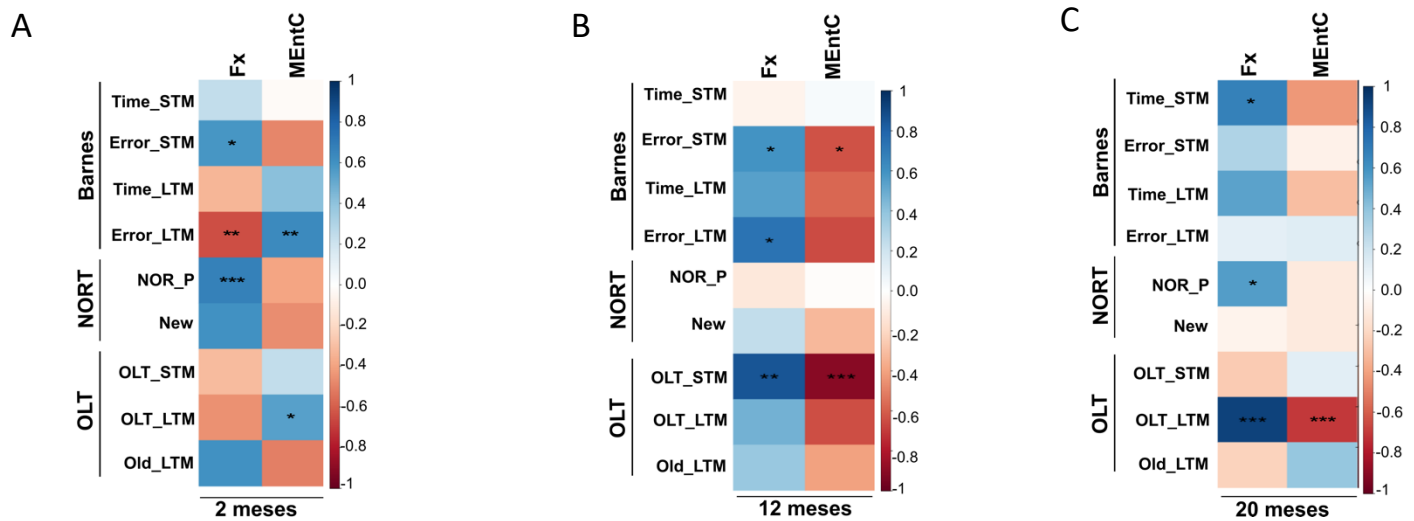 A
Fx
MEntC
Barnes
Time_STM
Error_STM
*
Time_LTM
Error_LTM
** **
NORT
NOR_P
***
New
OLT
OLT_STM
OLT_LTM
*
Old_LTM
1
0.8
0.6
0.4
0.2
0.0
-0.2
-0.4
-0.6
-0.8
-1
2 meses
B
Fx
MEntC
Barnes
Time_STM
Error_STM
* *
Time_LTM
Error_LTM
*
NORT
NOR_P
New
OLT
OLT_STM
** ***
OLT_LTM
Old_LTM
1
0.8
0.6
0.4
0.2
0.0
-0.2
-0.4
-0.6
-0.8
-1
12 meses
C
Fx
MEntC
Barnes
Time_STM
*
Error_STM
Time_LTM
Error_LTM
NORT
NOR_P
*
New
OLT
OLT_STM
OLT_LTM
*** ***
Old_LTM
1
0.8
0.6
0.4
0.2
0.0
-0.2
-0.4
-0.6
-0.8
-1
20 meses